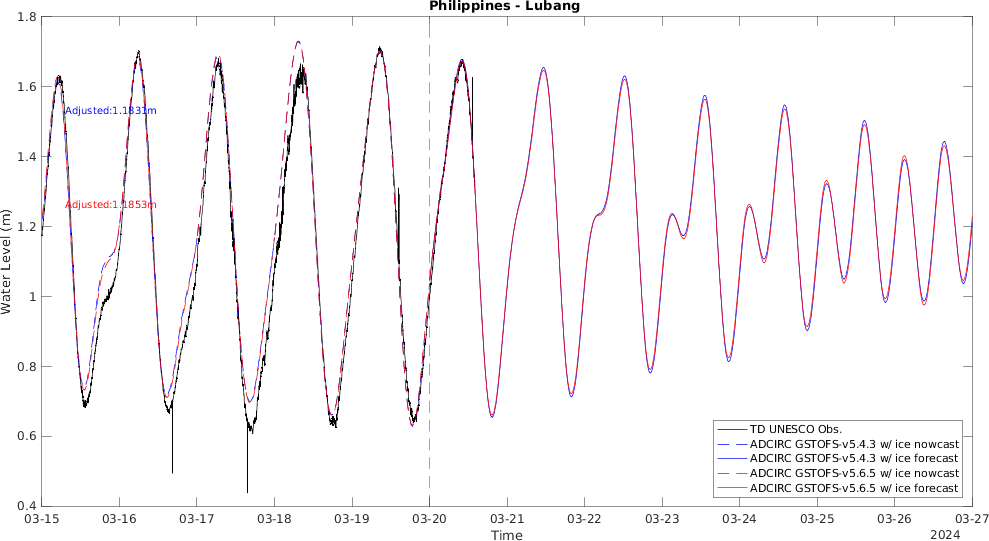 Philippines - Lubang
1.8
1.6
1.4
1.2
1
0.8
0.6
0.4
Water Level (m)
Adjusted:1.1831m
Adjusted:1.1853m
TD UNESCO Obs.
ADCIRC GSTOFS-v5.4.3 w/ ice nowcast
ADCIRC GSTOFS-v5.4.3 w/ ice forecast
ADCIRC GSTOFS-v5.6.5 w/ ice nowcast
ADCIRC GSTOFS-v5.6.5 w/ ice forecast
03-15 03-16 03-17 03-18 03-19 03-20 03-21 03-22 03-23 03-24 03-25 03-26 03-27
Time
2024